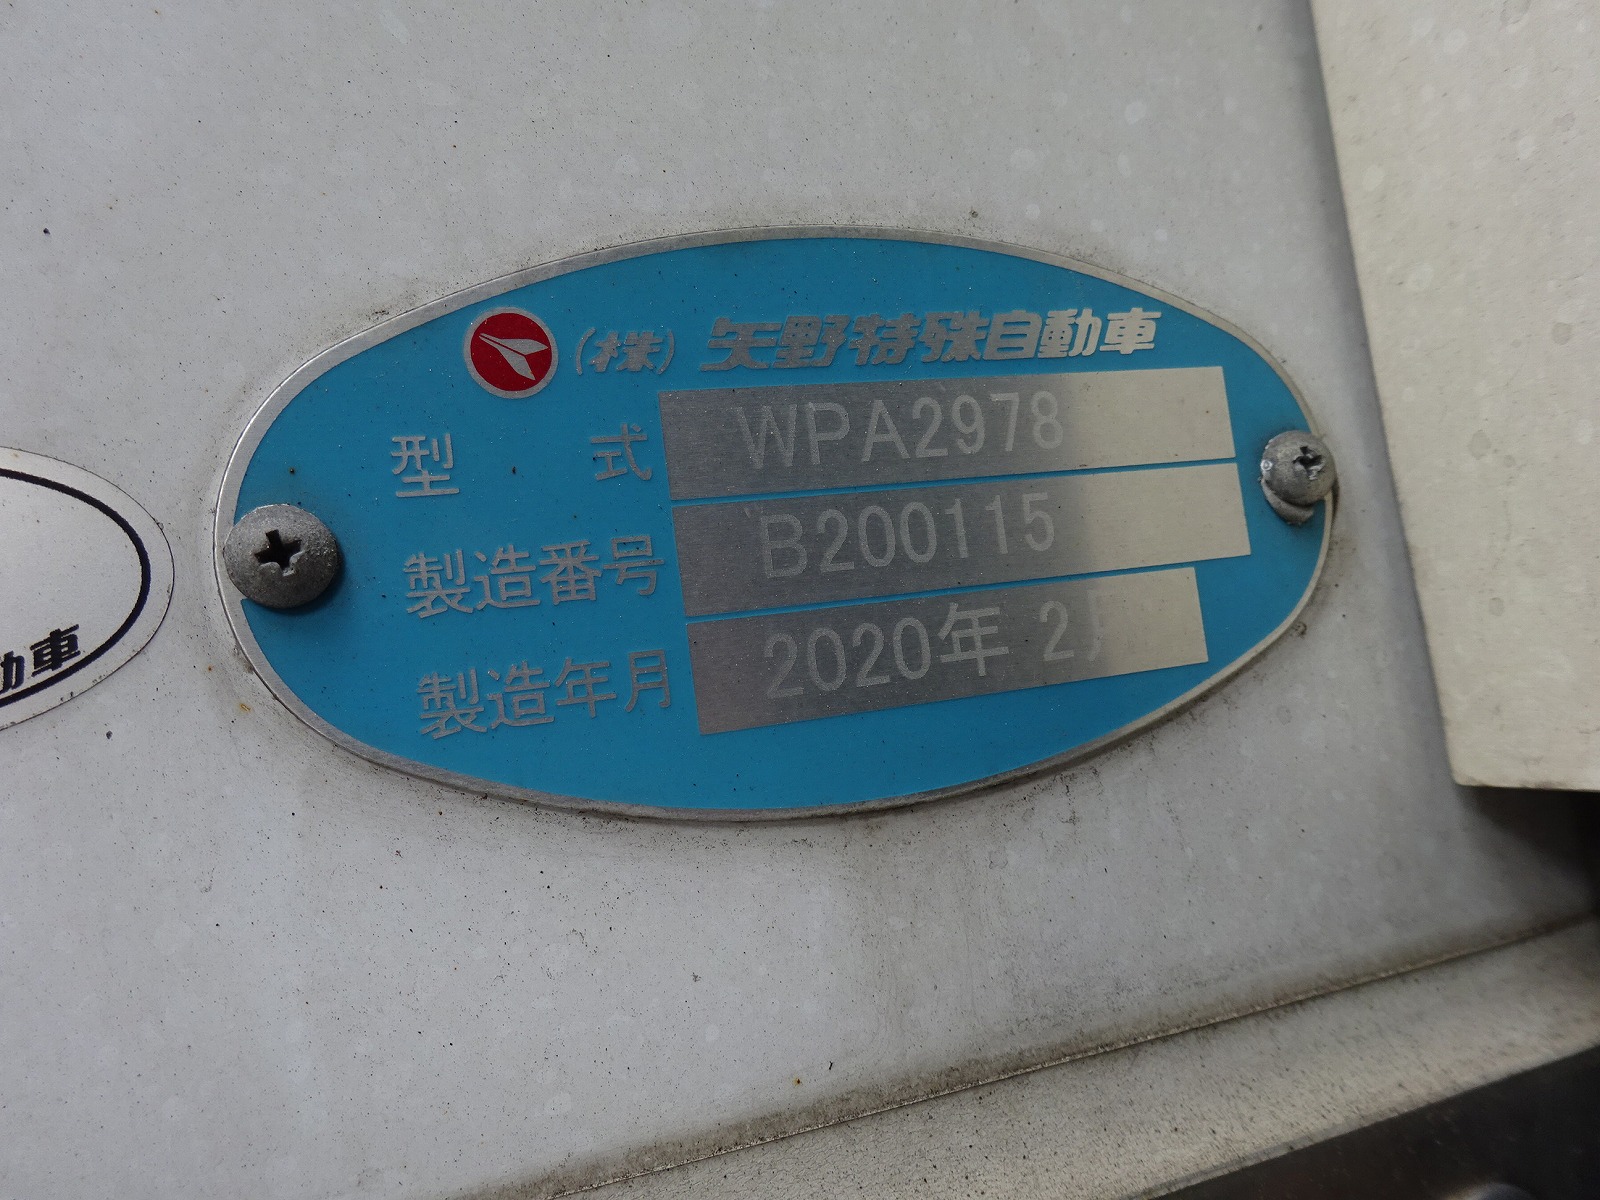 (株) 矢野特殊自動車
型式 WPA2978
製造番号 B200115
製造年月 2020年 2月
動車